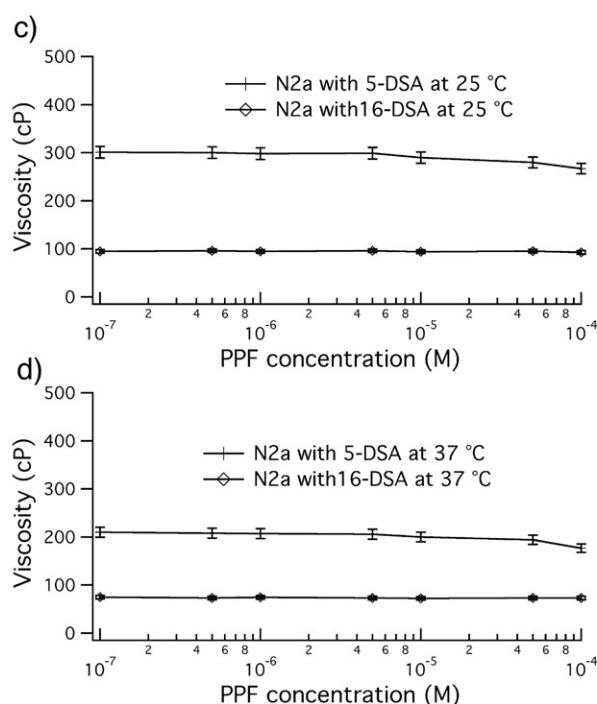 c)
500
400
300
200
100
0
Viscosity (cP)
N2a with 5-DSA at 25 °C
N2a with16-DSA at 25 °C
10-7 2 4 6 8 10-6 2 4 6 8 10-5 2 4 6 8 10-4
PPF concentration (M)
d)
500
400
300
200
100
0
Viscosity (cP)
N2a with 5-DSA at 37 °C
N2a with16-DSA at 37 °C
10-7 2 4 6 8 10-6 2 4 6 8 10-5 2 4 6 8 10-4
PPF concentration (M)